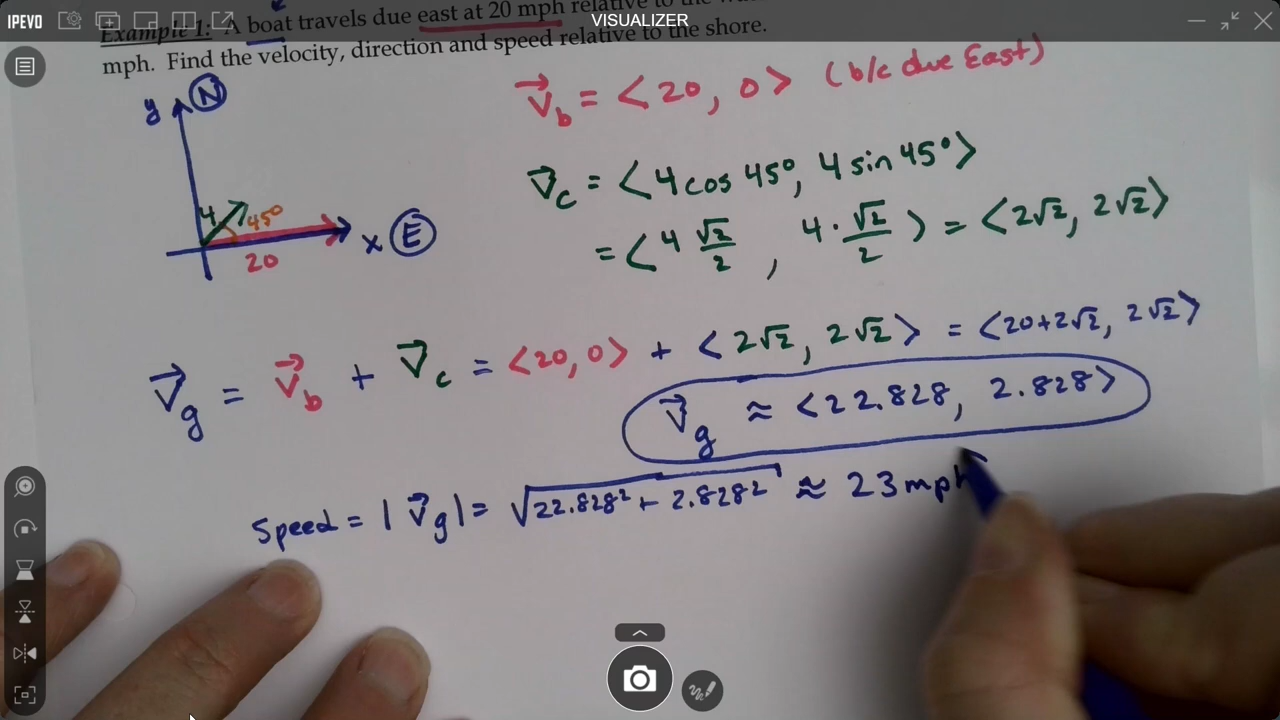 IPEVO
VISUALIZER
Example 1: A boat travels due east at 20 mph relative to the
mph. Find the velocity, direction and speed relative to the shore.
y N
4 45°
x E
20
V⃗b = <20, 0> (b/c due East)
V⃗c = <4 cos 45°, 4 sin 45°>
= <4 √2/2, 4 · √2/2> = <2√2, 2√2>
V⃗g = V⃗b + V⃗c = <20, 0> + <2√2, 2√2> = <20+2√2, 2√2>
V⃗g ≈ <22.828, 2.828>
Speed = |V⃗g| = √22.828² + 2.828² ≈ 23 mph